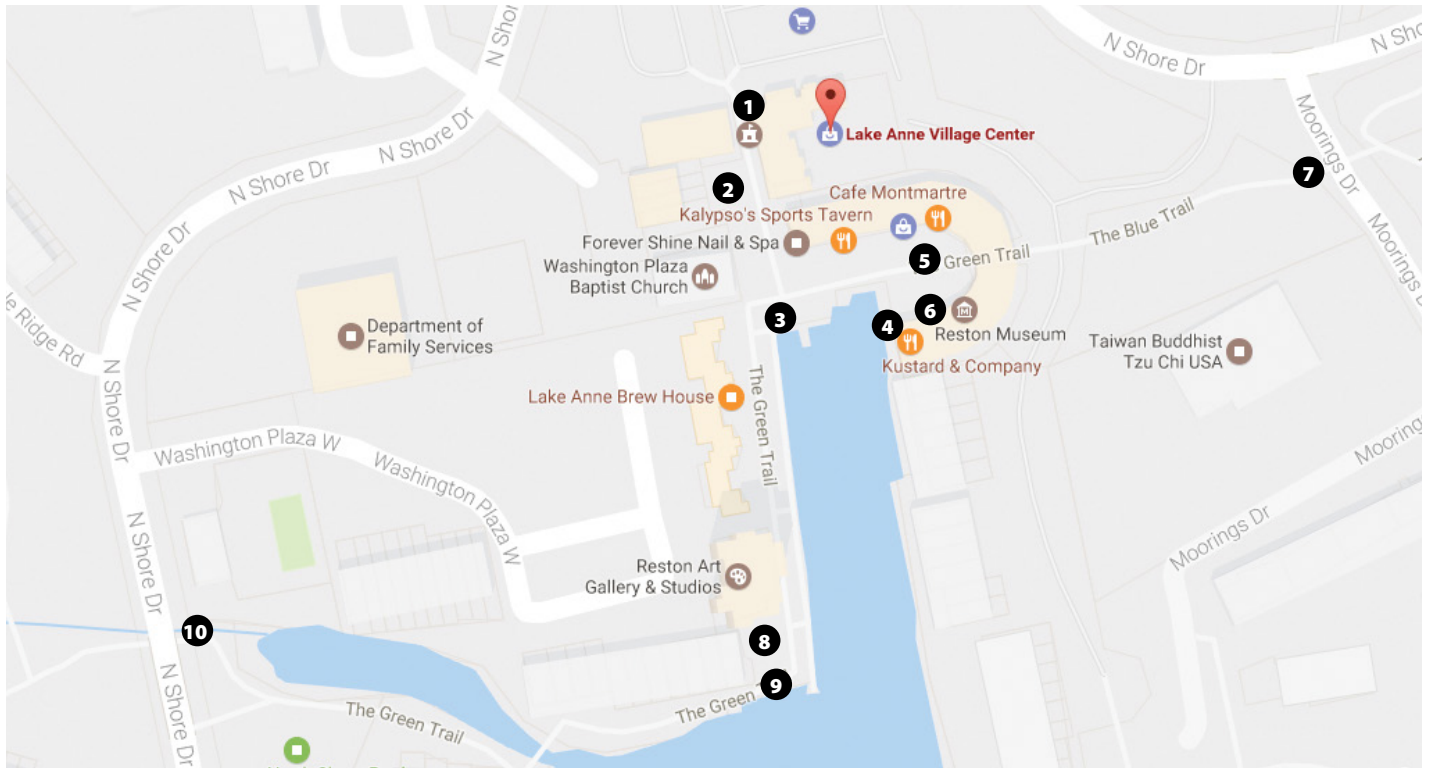 N Shor
N Shore Dr
N Sho
1
Lake Anne Village Center
N Shore Dr
Moorings Dr
7
N Shore Dr
2
Cafe Montmartre
Kalypso's Sports Tavern
Forever Shine Nail & Spa
N Shore Dr
5
Green Trail
The Blue Trail
Moorings D
Washington Plaza
Baptist Church
6
3
4
Reston Museum
Department of
Family Services
Taiwan Buddhist
Tzu Chi USA
Kustard & Company
le Ridge Rd
N Shore Dr
Lake Anne Brew House
The Green Trail
Washington Plaza W
Washington Plaza W
Mooring
Moorings Dr
N Shore Dr
Reston Art
Gallery & Studios
10
8
9
N Shore Dr
The Green Trail
The Green